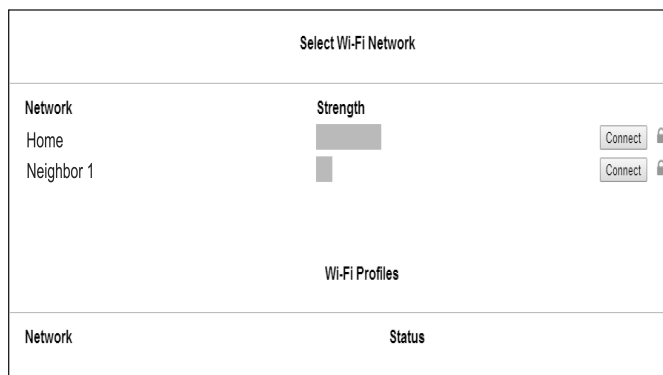 Select Wi-Fi Network
Network Strength
Home Connect
Neighbor 1 Connect
Wi-Fi Profiles
Network Status